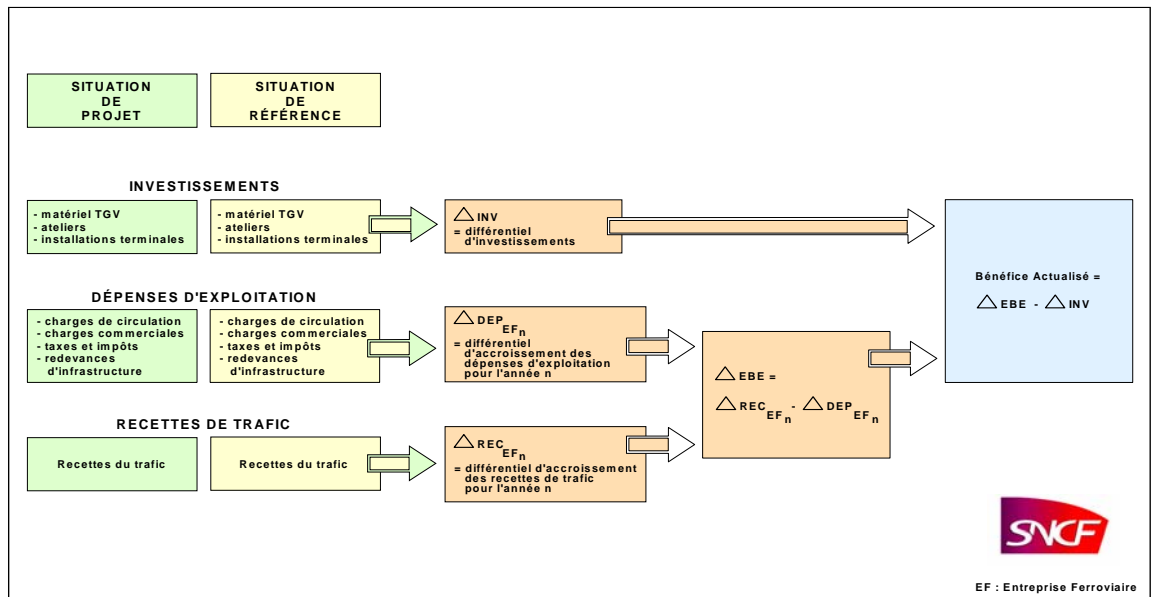 SITUATION
DE
PROJET
SITUATION
DE
RÉFÉRENCE
INVESTISSEMENTS
- matériel TGV
- ateliers
- installations terminales
- matériel TGV
- ateliers
- installations terminales
△ INV
= différentiel
d'investissements
DÉPENSES D'EXPLOITATION
- charges de circulation
- charges commerciales
- taxes et impôts
- redevances
d'infrastructure
- charges de circulation
- charges commerciales
- taxes et impôts
- redevances
d'infrastructure
△ DEP EFn
= différentiel
d'accroissement des
dépenses d'exploitation
pour l'année n
RECETTES DE TRAFIC
Recettes du trafic
Recettes du trafic
△ REC EFn
= différentiel d'accroissement
des recettes de trafic
pour l'année n
△ EBE =
△ REC EFn - △ DEP EFn
Bénéfice Actualisé =
△ EBE - △ INV
SNCF
EF : Entreprise Ferroviaire